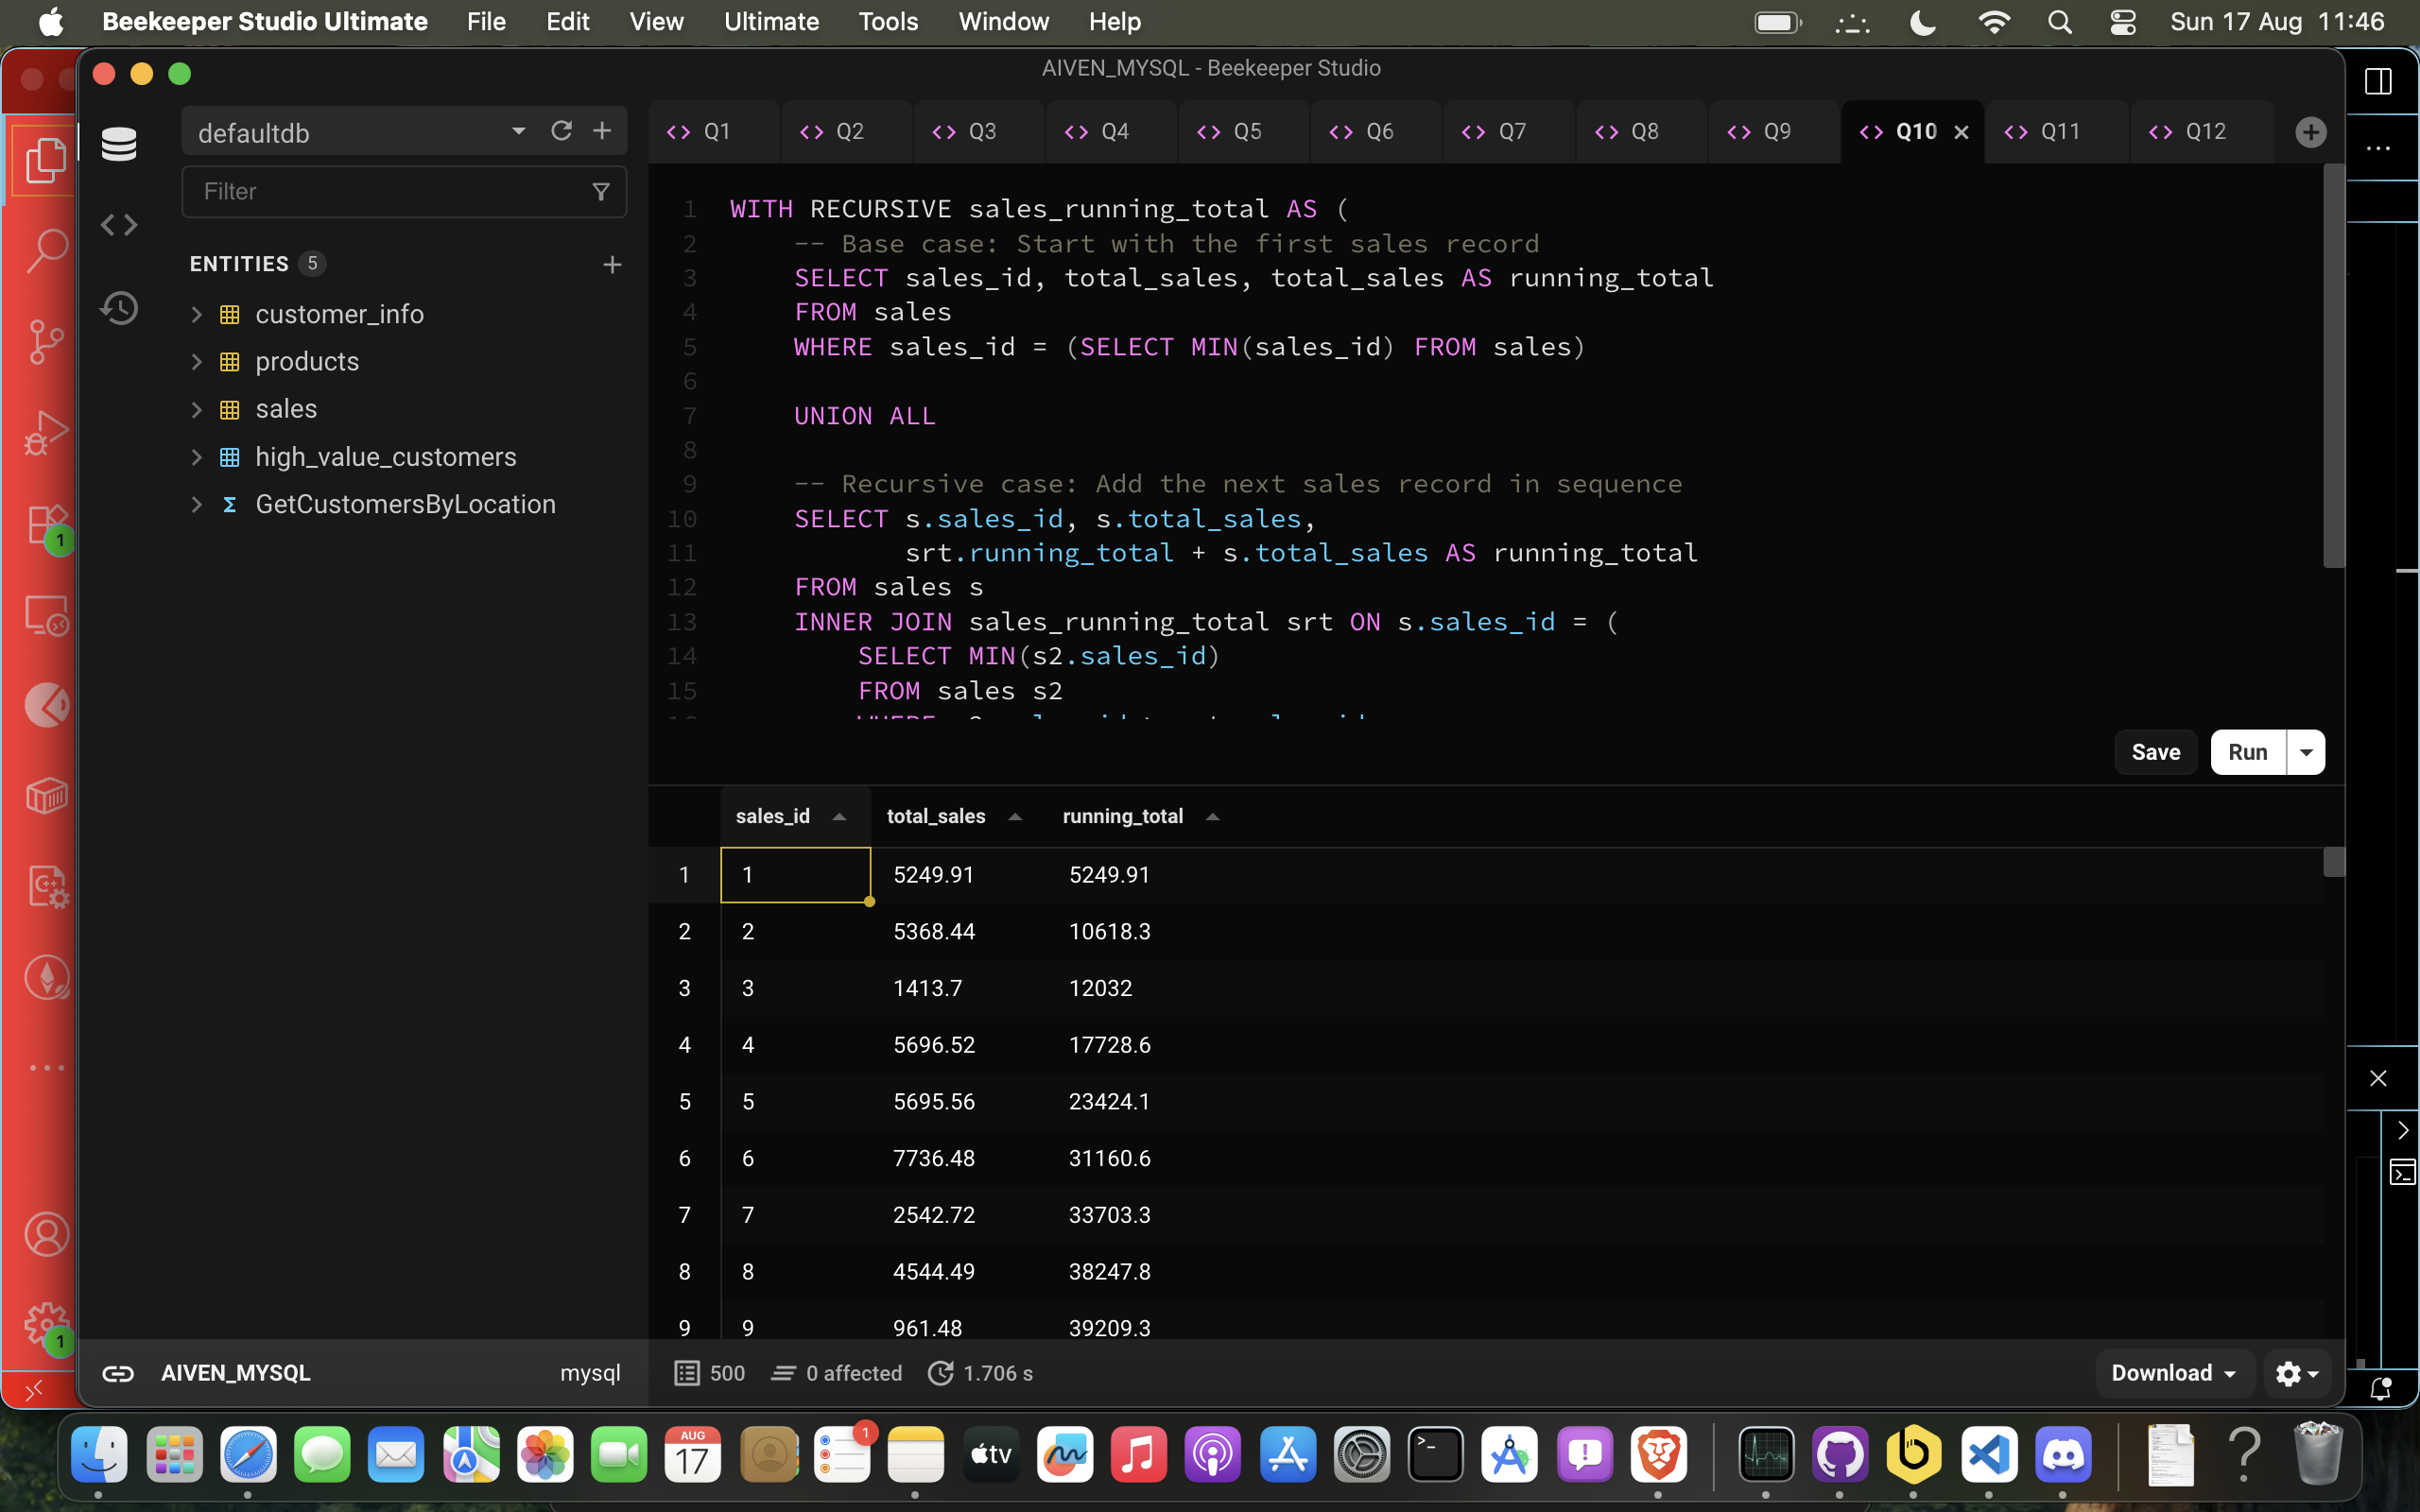 Beekeeper Studio Ultimate File Edit View Ultimate Tools Window Help Sun 17 Aug 11:46
AIVEN_MYSQL - Beekeeper Studio
defaultdb
Filter
ENTITIES 5
customer_info
products
sales
high_value_customers
Σ GetCustomersByLocation
Q1 Q2 Q3 Q4 Q5 Q6 Q7 Q8 Q9 Q10 Q11 Q12
1 WITH RECURSIVE sales_running_total AS (
2 -- Base case: Start with the first sales record
3 SELECT sales_id, total_sales, total_sales AS running_total
4 FROM sales
5 WHERE sales_id = (SELECT MIN(sales_id) FROM sales)
6
7 UNION ALL
8
9 -- Recursive case: Add the next sales record in sequence
10 SELECT s.sales_id, s.total_sales,
11 srt.running_total + s.total_sales AS running_total
12 FROM sales s
13 INNER JOIN sales_running_total srt ON s.sales_id = (
14 SELECT MIN(s2.sales_id)
15 FROM sales s2
Save Run
sales_id total_sales running_total
1 1 5249.91 5249.91
2 2 5368.44 10618.3
3 3 1413.7 12032
4 4 5696.52 17728.6
5 5 5695.56 23424.1
6 6 7736.48 31160.6
7 7 2542.72 33703.3
8 8 4544.49 38247.8
9 9 961.48 39209.3
AIVEN_MYSQL mysql 500 0 affected 1.706 s Download
1
1
AUG
17
1
tv